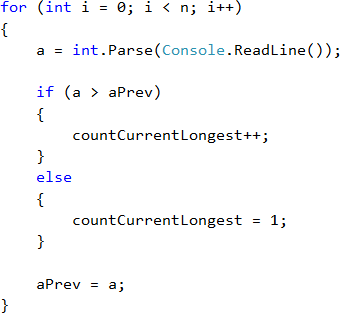 for (int i = 0; i < n; i++)
{
    a = int.Parse(Console.ReadLine());

    if (a > aPrev)
    {
        countCurrentLongest++;
    }
    else
    {
        countCurrentLongest = 1;
    }

    aPrev = a;
}